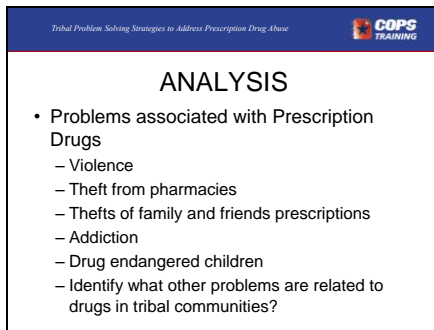 Tribal Problem Solving Strategies to Address Prescription Drug Abuse
COPS
TRAINING
ANALYSIS
• Problems associated with Prescription
Drugs
– Violence
– Theft from pharmacies
– Thefts of family and friends prescriptions
– Addiction
– Drug endangered children
– Identify what other problems are related to
drugs in tribal communities?